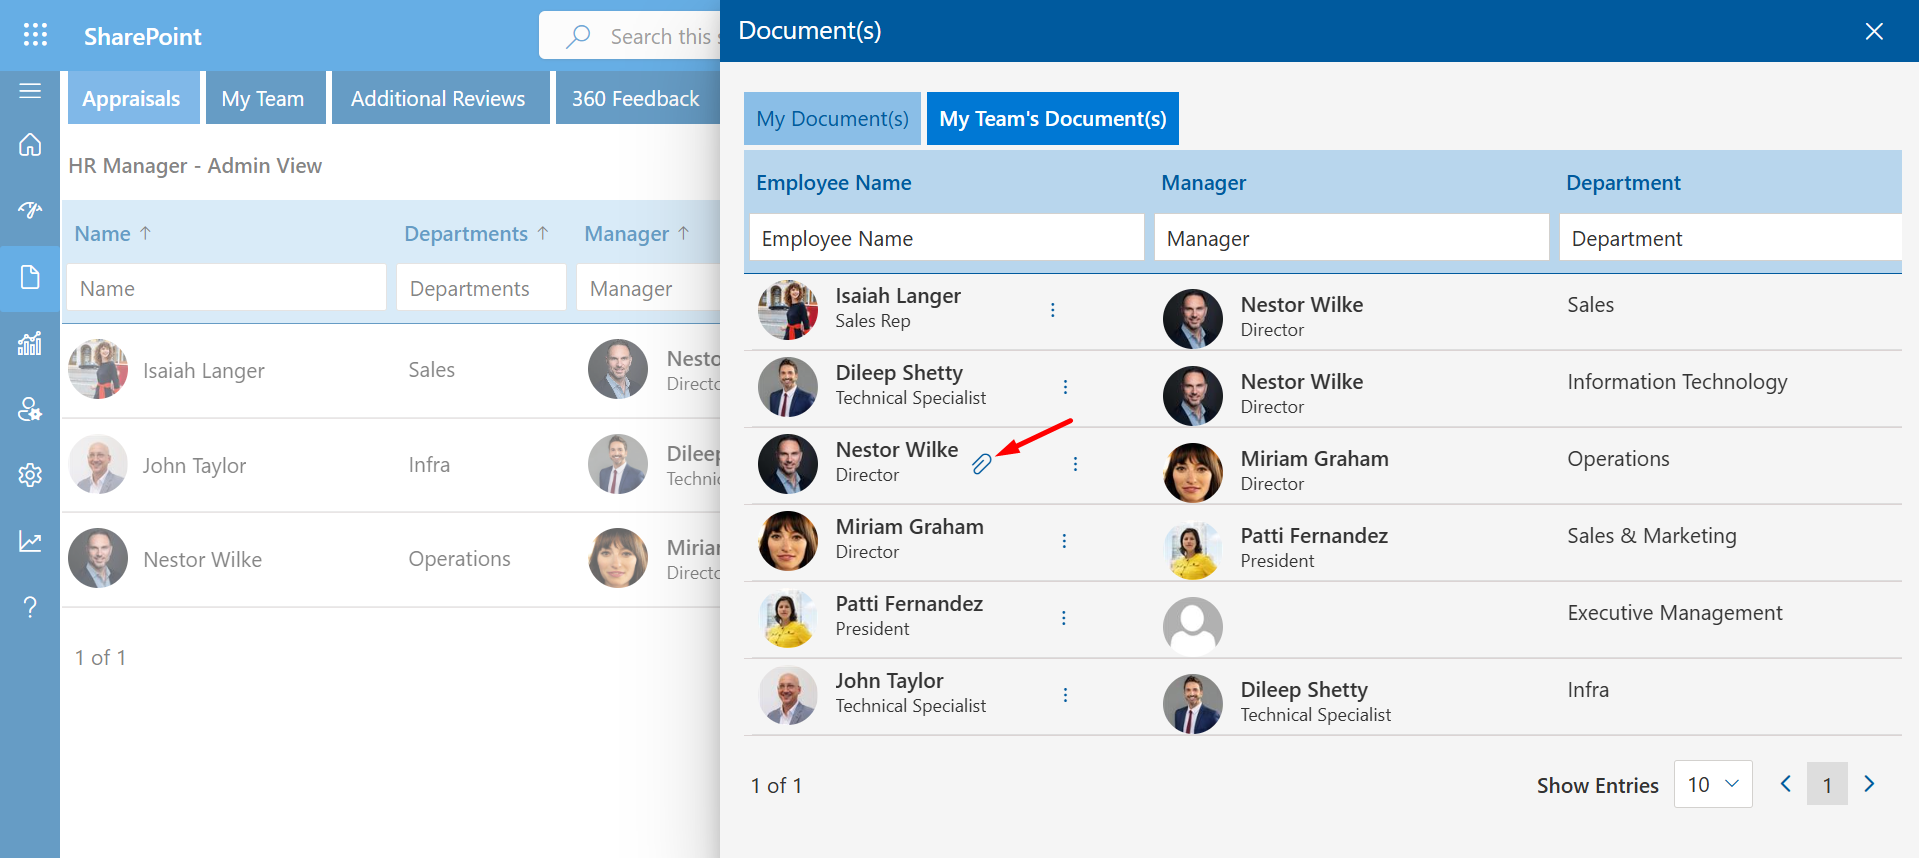 SharePoint
Search this s
Appraisals
My Team
Additional Reviews
360 Feedback
HR Manager - Admin View
Name ↑
Departments ↑
Manager ↑
Name
Departments
Manager
Isaiah Langer
Sales
Nesto
Directo
John Taylor
Infra
Dileep
Technic
Nestor Wilke
Operations
Miriar
Directo
1 of 1
Document(s)
My Document(s)
My Team's Document(s)
Employee Name
Manager
Department
Employee Name
Manager
Department
Isaiah Langer
Sales Rep
Nestor Wilke
Director
Sales
Dileep Shetty
Technical Specialist
Nestor Wilke
Director
Information Technology
Nestor Wilke
Director
Miriam Graham
Director
Operations
Miriam Graham
Director
Patti Fernandez
President
Sales & Marketing
Patti Fernandez
President
Executive Management
John Taylor
Technical Specialist
Dileep Shetty
Technical Specialist
Infra
1 of 1
Show Entries
10
1